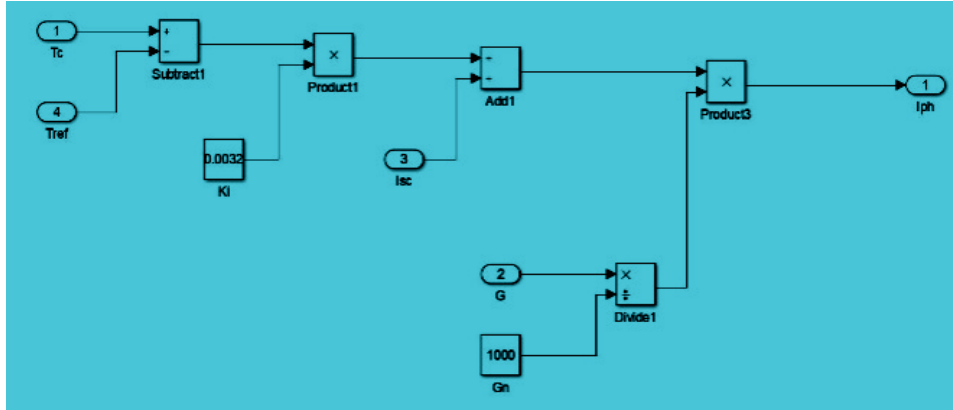 1
Tc
+
−
Subtract1
4
Tref
×
Product1
0.0032
Ki
3
Isc
Add1
×
Product3
1
Iph
2
G
×
÷
Divide1
1000
Gn